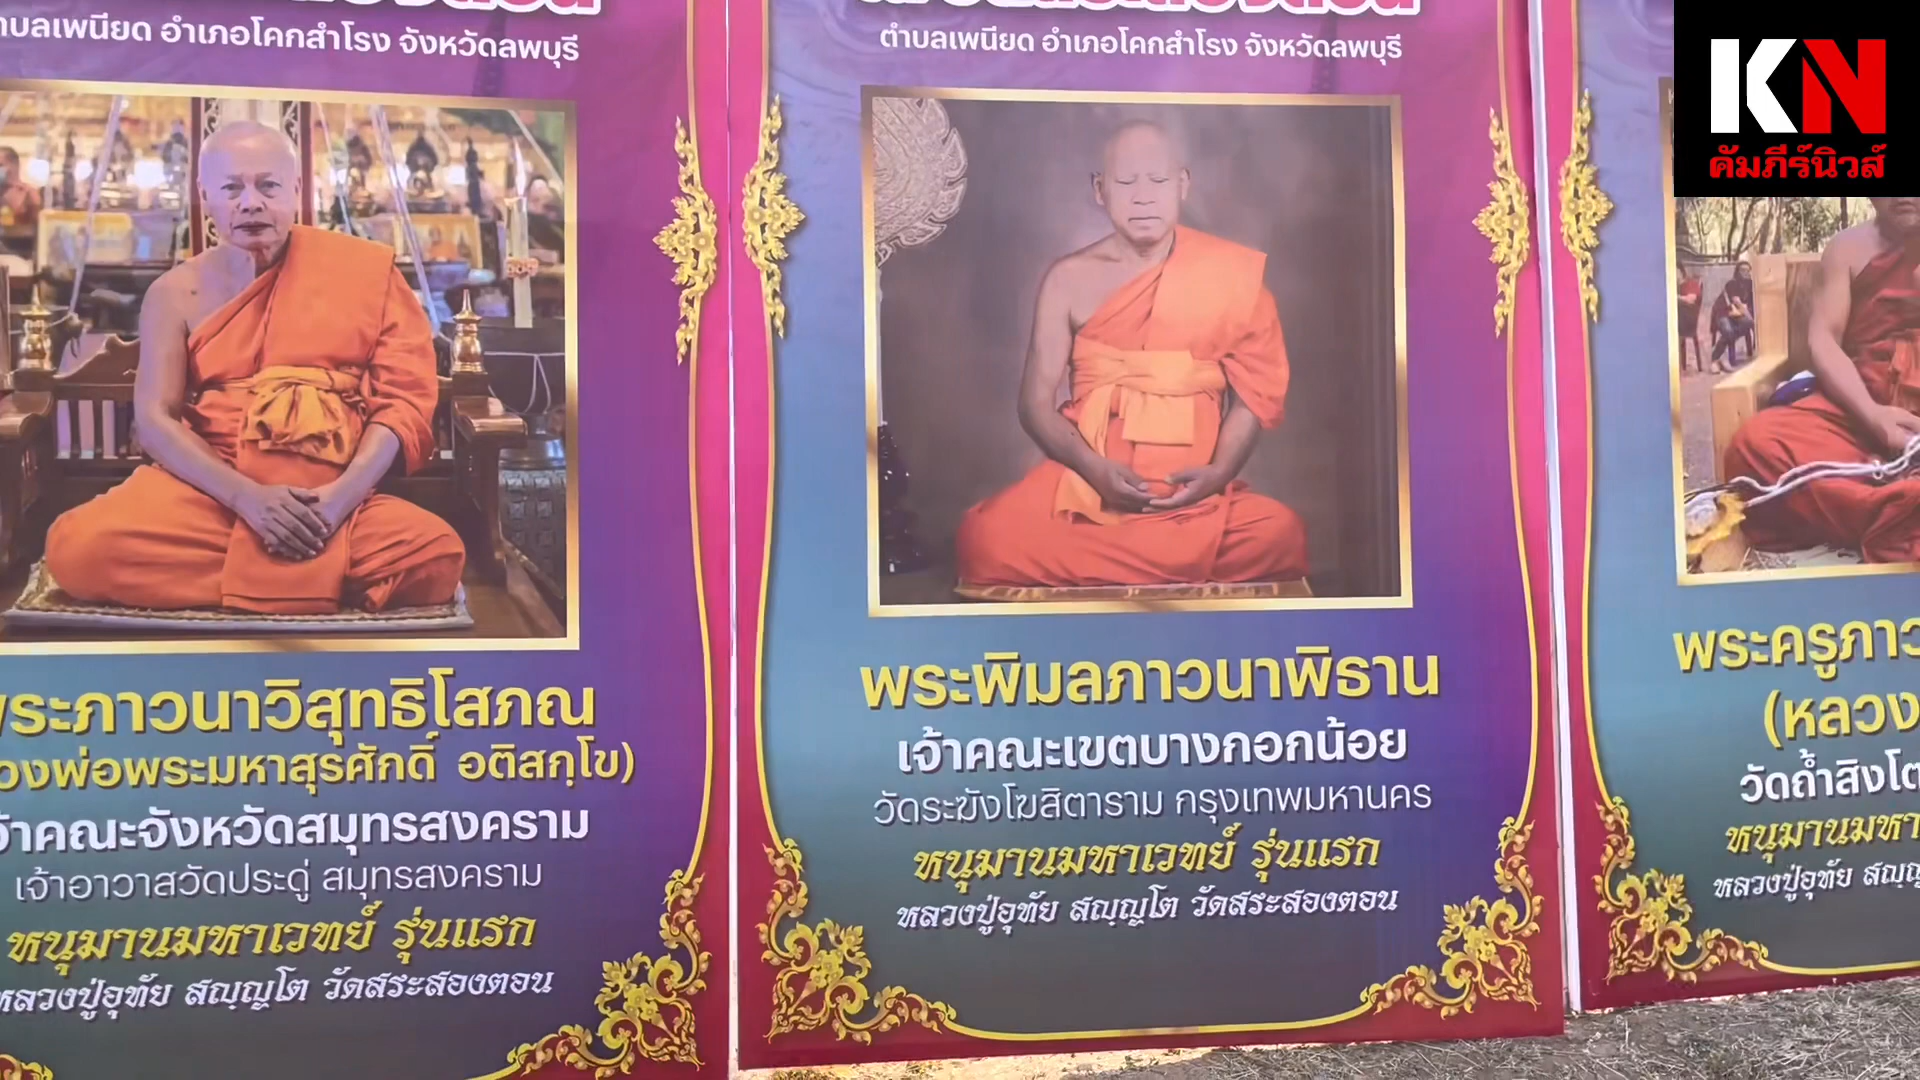 ตำบลเพนียด อำเภอโคกสำโรง จังหวัดลพบุรี
พระภาวนาวิสุทธิโสภณ
วงพ่อพระมหาสุรศักดิ์ อติสกฺโข)
จ้าคณะจังหวัดสมุทรสงคราม
เจ้าอาวาสวัดประดู่ สมุทรสงคราม
หนุมานมหาเวทย์ รุ่นแรก
หลวงปู่อุทัย สญฺญโต วัดสระสองตอน
ตำบลเพนียด อำเภอโคกสำโรง จังหวัดลพบุรี
พระพิมลภาวนาพิธาน
เจ้าคณะเขตบางกอกน้อย
วัดระฆังโฆสิตาราม กรุงเทพมหานคร
หนุมานมหาเวทย์ รุ่นแรก
หลวงปู่อุทัย สญฺญโต วัดสระสองตอน
พระครูภาว
(หลวง
วัดถ้ำสิงโต
หนุมานมหา
หลวงปู่อุทัย สญฺญ
KN
คัมภีร์นิวส์